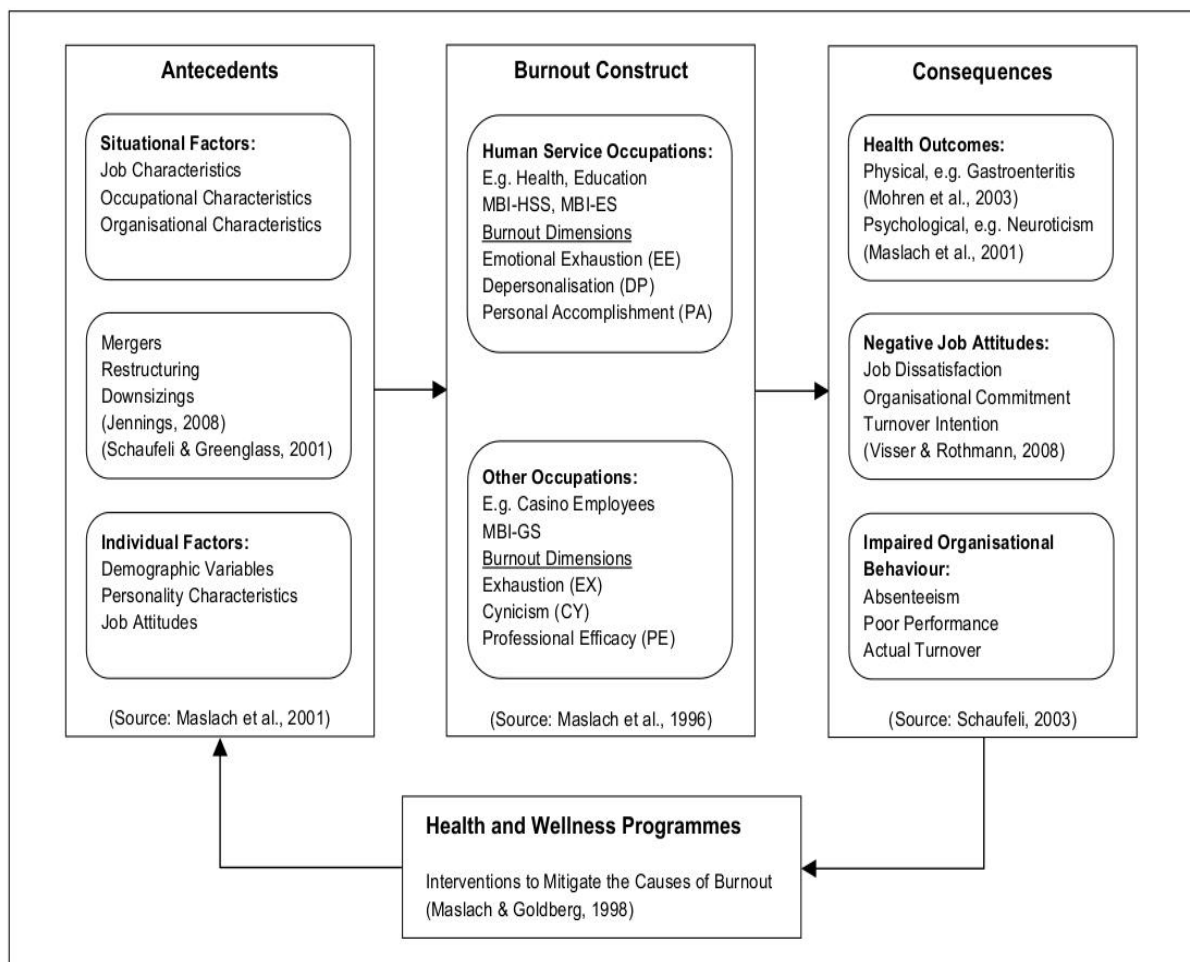 Antecedents
Situational Factors:
Job Characteristics
Occupational Characteristics
Organisational Characteristics
Mergers
Restructuring
Downsizings
(Jennings, 2008)
(Schaufeli & Greenglass, 2001)
Individual Factors:
Demographic Variables
Personality Characteristics
Job Attitudes
(Source: Maslach et al., 2001)
Burnout Construct
Human Service Occupations:
E.g. Health, Education
MBI-HSS, MBI-ES
Burnout Dimensions
Emotional Exhaustion (EE)
Depersonalisation (DP)
Personal Accomplishment (PA)
Other Occupations:
E.g. Casino Employees
MBI-GS
Burnout Dimensions
Exhaustion (EX)
Cynicism (CY)
Professional Efficacy (PE)
(Source: Maslach et al., 1996)
Consequences
Health Outcomes:
Physical, e.g. Gastroenteritis
(Mohren et al., 2003)
Psychological, e.g. Neuroticism
(Maslach et al., 2001)
Negative Job Attitudes:
Job Dissatisfaction
Organisational Commitment
Turnover Intention
(Visser & Rothmann, 2008)
Impaired Organisational
Behaviour:
Absenteeism
Poor Performance
Actual Turnover
(Source: Schaufeli, 2003)
Health and Wellness Programmes
Interventions to Mitigate the Causes of Burnout
(Maslach & Goldberg, 1998)